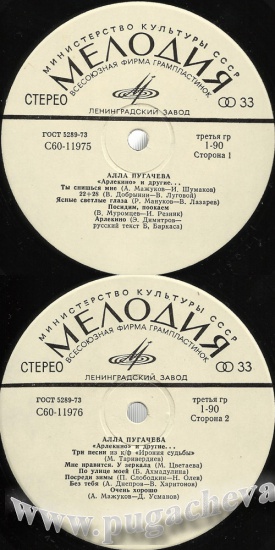 МИНИСТЕРСТВО КУЛЬТУРЫ СССР
МЕЛОДИЯ
ВСЕСОЮЗНАЯ ФИРМА ГРАМПЛАСТИНОК
СТЕРЕО
33
ЛЕНИНГРАДСКИЙ ЗАВОД
ГОСТ 5289-73
третья гр
С60-11975
1-90
Сторона 1
АЛЛА ПУГАЧЕВА
«Арлекино» и другие...
Ты снишься мне (А. Мажуков—И. Шумаков)
22+28 (В. Добрынин—В. Луговой)
Ясные светлые глаза (Р. Мануков—В. Лазарев)
Посидим, поокаем
(В. Муромцев—И. Резник)
Арлекино (Э. Димитров—
русский текст Б. Баркаса)
МИНИСТЕРСТВО КУЛЬТУРЫ СССР
МЕЛОДИЯ
ВСЕСОЮЗНАЯ ФИРМА ГРАМПЛАСТИНОК
СТЕРЕО
33
ЛЕНИНГРАДСКИЙ ЗАВОД
ГОСТ 5289-73
третья гр
С60-11976
1-90
Сторона 2
АЛЛА ПУГАЧЕВА
«Арлекино» и другие...
Три песни из к/ф «Ирония судьбы»
(М. Таривердиев)
Мне нравится. У зеркала (М. Цветаева)
По улице моей (Б. Ахмадулина)
Посреди зимы (П. Слободкин—Н. Олев)
Без тебя (А. Днепров—В. Харитонов)
Очень хорошо
(А. Мажуков—Д. Усманов)
www.pugacheva